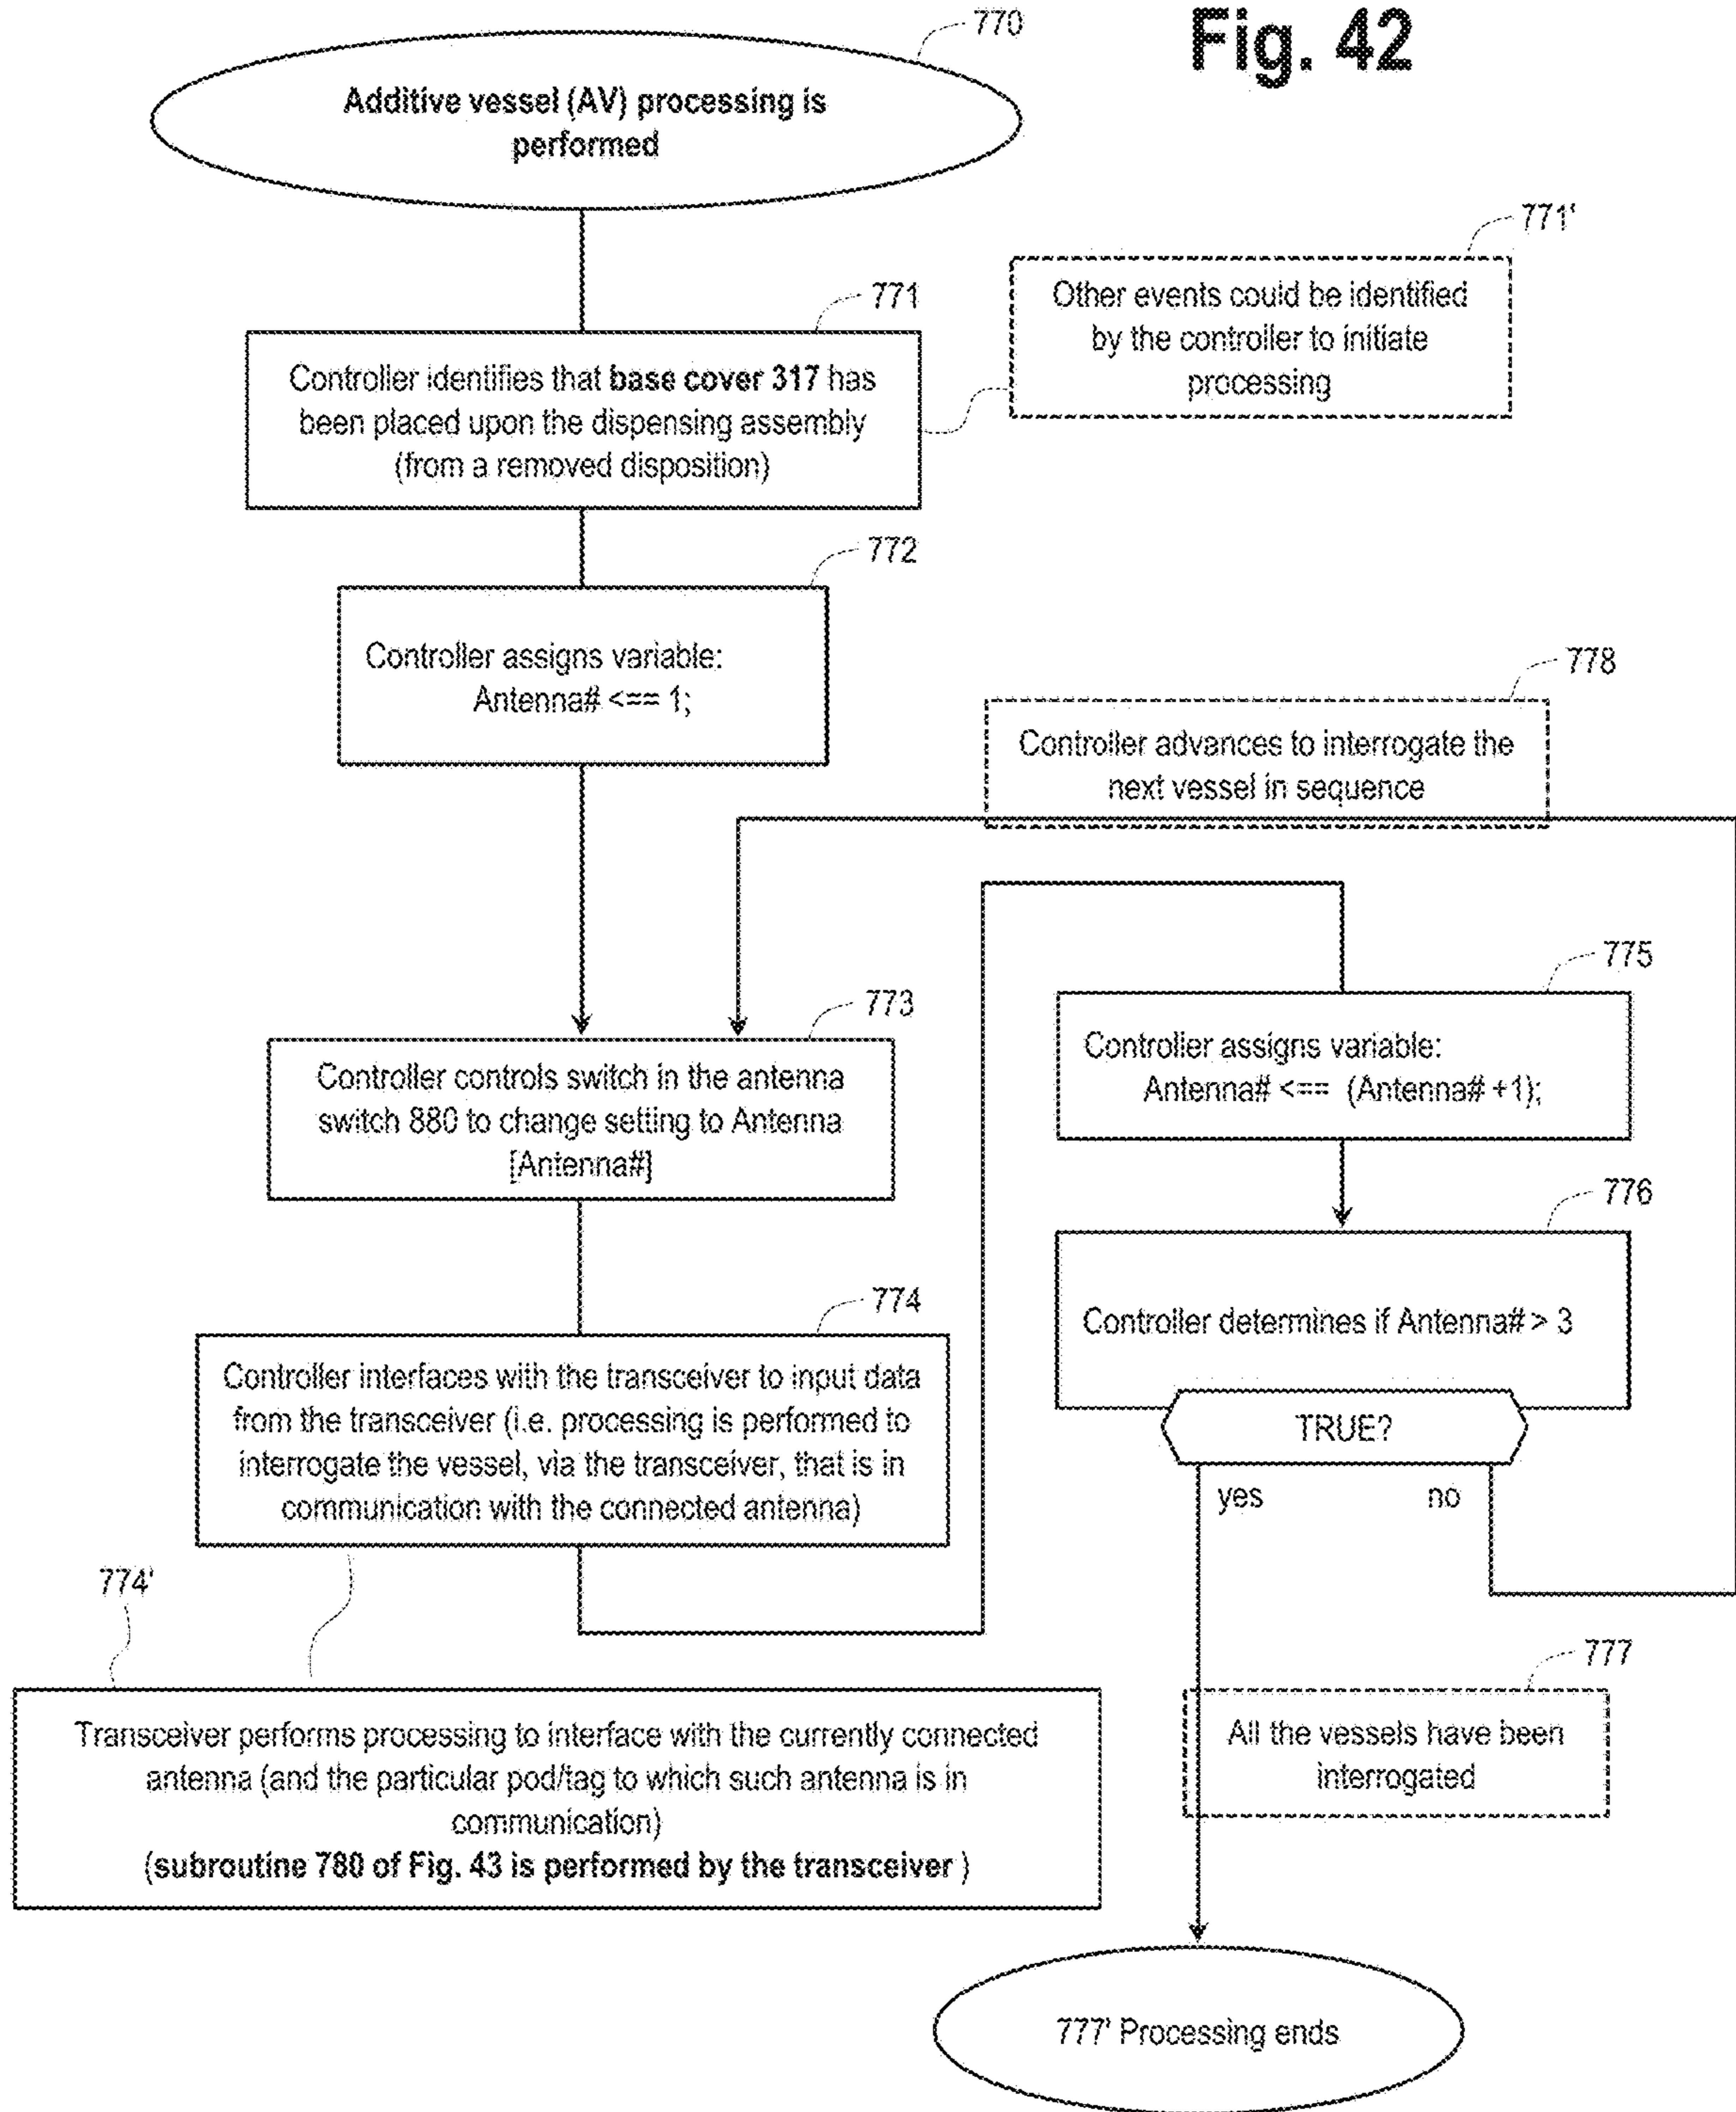 Fig. 42
770
Additive vessel (AV) processing is
performed
771'
Other events could be identified
by the controller to initiate
processing
771
Controller identifies that base cover 317 has
been placed upon the dispensing assembly
(from a removed disposition)
772
Controller assigns variable:
Antenna# <== 1;
778
Controller advances to interrogate the
next vessel in sequence
773
Controller controls switch in the antenna
switch 880 to change setting to Antenna
[Antenna#]
774
Controller interfaces with the transceiver to input data
from the transceiver (i.e. processing is performed to
interrogate the vessel, via the transceiver, that is in
communication with the connected antenna)
774'
Transceiver performs processing to interface with the currently connected
antenna (and the particular pod/tag to which such antenna is in
communication)
(subroutine 780 of Fig. 43 is performed by the transceiver )
775
Controller assigns variable:
Antenna# <== (Antenna# +1);
776
Controller determines if Antenna# > 3
TRUE?
yes no
777
All the vessels have been
interrogated
777' Processing ends